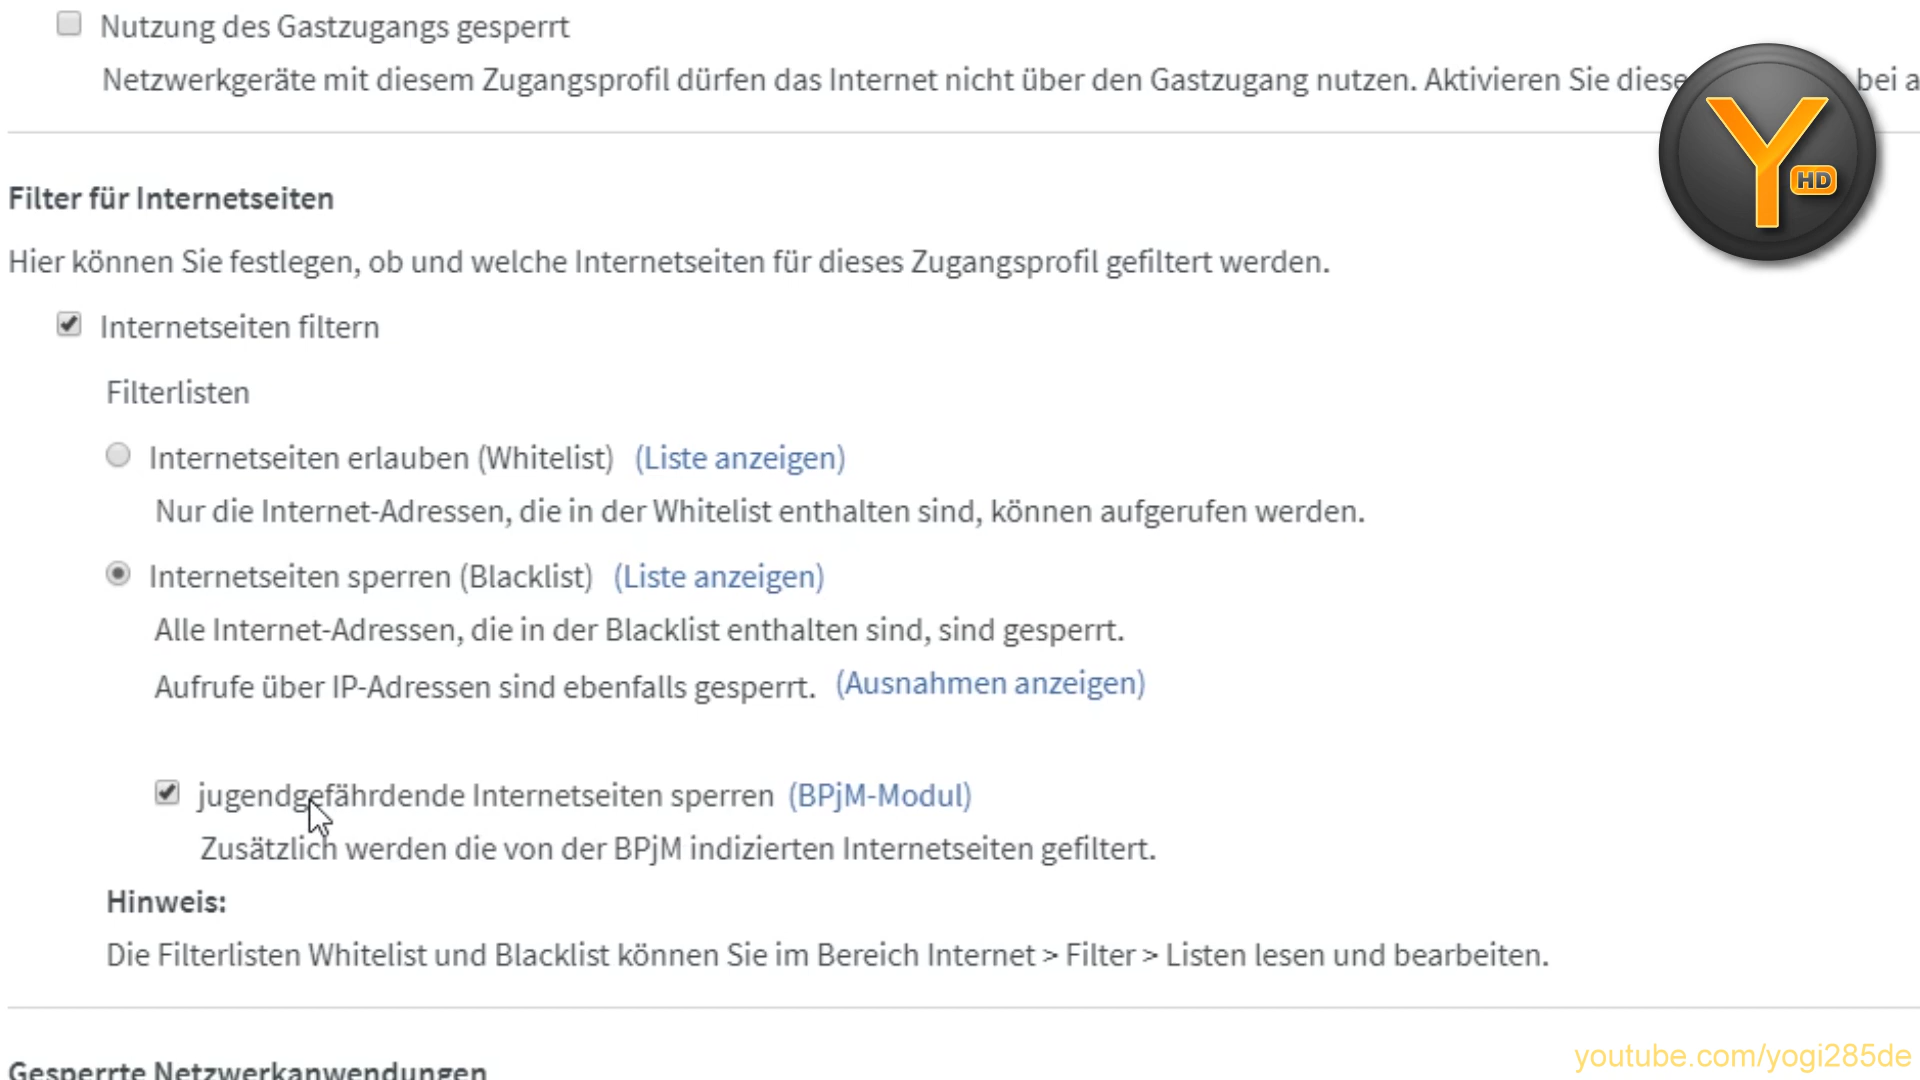 Nutzung des Gastzugangs gesperrt
Netzwerkgeräte mit diesem Zugangsprofil dürfen das Internet nicht über den Gastzugang nutzen. Aktivieren Sie diese bei a
Y HD
Filter für Internetseiten
Hier können Sie festlegen, ob und welche Internetseiten für dieses Zugangsprofil gefiltert werden.
Internetseiten filtern
Filterlisten
Internetseiten erlauben (Whitelist) (Liste anzeigen)
Nur die Internet-Adressen, die in der Whitelist enthalten sind, können aufgerufen werden.
Internetseiten sperren (Blacklist) (Liste anzeigen)
Alle Internet-Adressen, die in der Blacklist enthalten sind, sind gesperrt.
Aufrufe über IP-Adressen sind ebenfalls gesperrt. (Ausnahmen anzeigen)
jugendgefährdende Internetseiten sperren (BPjM-Modul)
Zusätzlich werden die von der BPjM indizierten Internetseiten gefiltert.
Hinweis:
Die Filterlisten Whitelist und Blacklist können Sie im Bereich Internet > Filter > Listen lesen und bearbeiten.
Gesperrte Netzwerkanwendungen
youtube.com/yogi285de